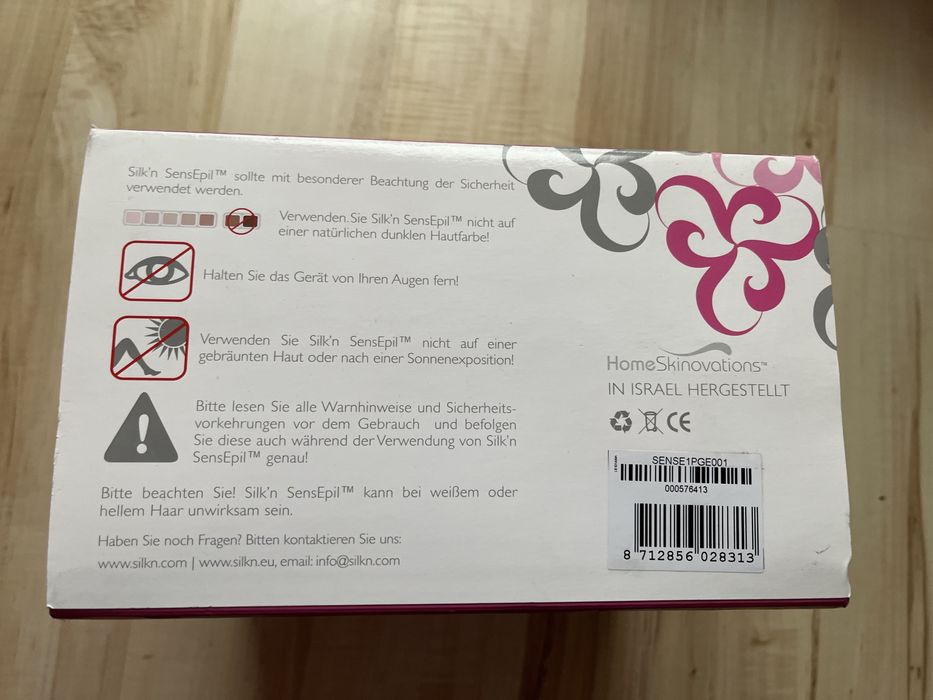 Silk'n SensEpil™ sollte mit besonderer Beachtung der Sicherheit
verwendet werden.
Verwenden Sie Silk'n SensEpil™ nicht auf
einer natürlichen dunklen Hautfarbe!
Halten Sie das Gerät von Ihren Augen fern!
Verwenden Sie Silk'n SensEpil™ nicht auf einer
gebräunten Haut oder nach einer Sonnenexposition!
Bitte lesen Sie alle Warnhinweise und Sicherheits-
vorkehrungen vor dem Gebrauch und befolgen
Sie diese auch während der Verwendung von Silk'n
SensEpil™ genau!
Bitte beachten Sie! Silk'n SensEpil™ kann bei weißem oder
hellem Haar unwirksam sein.
Haben Sie noch Fragen? Bitten kontaktieren Sie uns:
www.silkn.com | www.silkn.eu, email: info@silkn.com
HomeSkinovations™
IN ISRAEL HERGESTELLT
CE
SENSE1PGE001
000576413
8 712856 028313